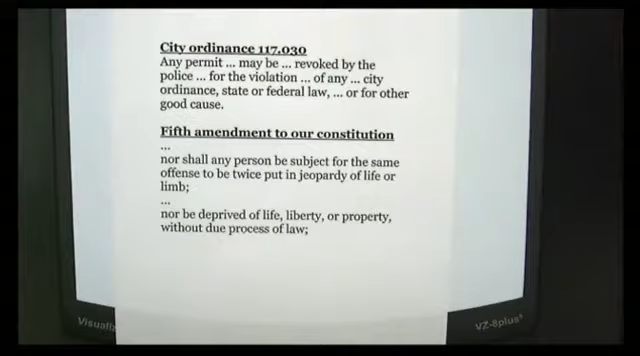 City ordinance 117.030
Any permit ... may be ... revoked by the
police ... for the violation ... of any ... city
ordinance, state or federal law, ... or for other
good cause.
Fifth amendment to our constitution
...
nor shall any person be subject for the same
offense to be twice put in jeopardy of life or
limb;
...
nor be deprived of life, liberty, or property,
without due process of law;
VZ-8plus³